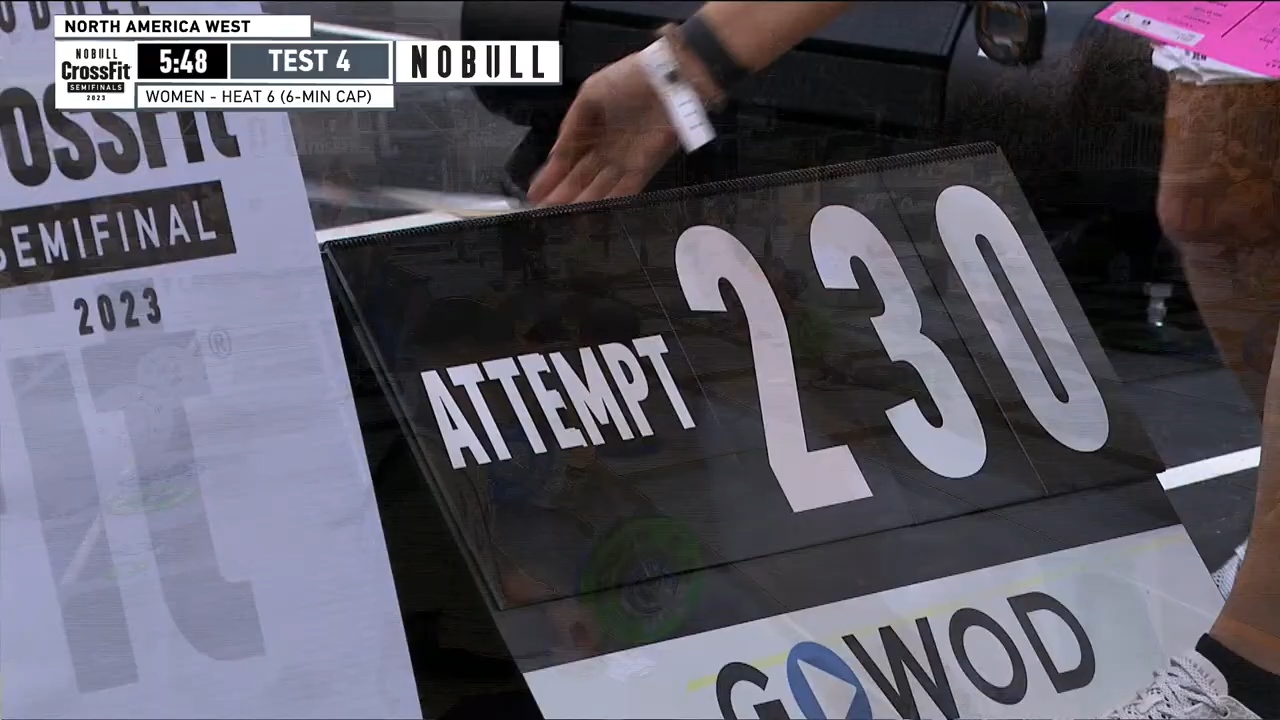 NORTH AMERICA WEST
NOBULL
CrossFit
SEMIFINALS
2023
5:48
TEST 4
NOBULL
WOMEN - HEAT 6 (6-MIN CAP)
SEMIFINAL
2023
®
ATTEMPT 230
GOWOD